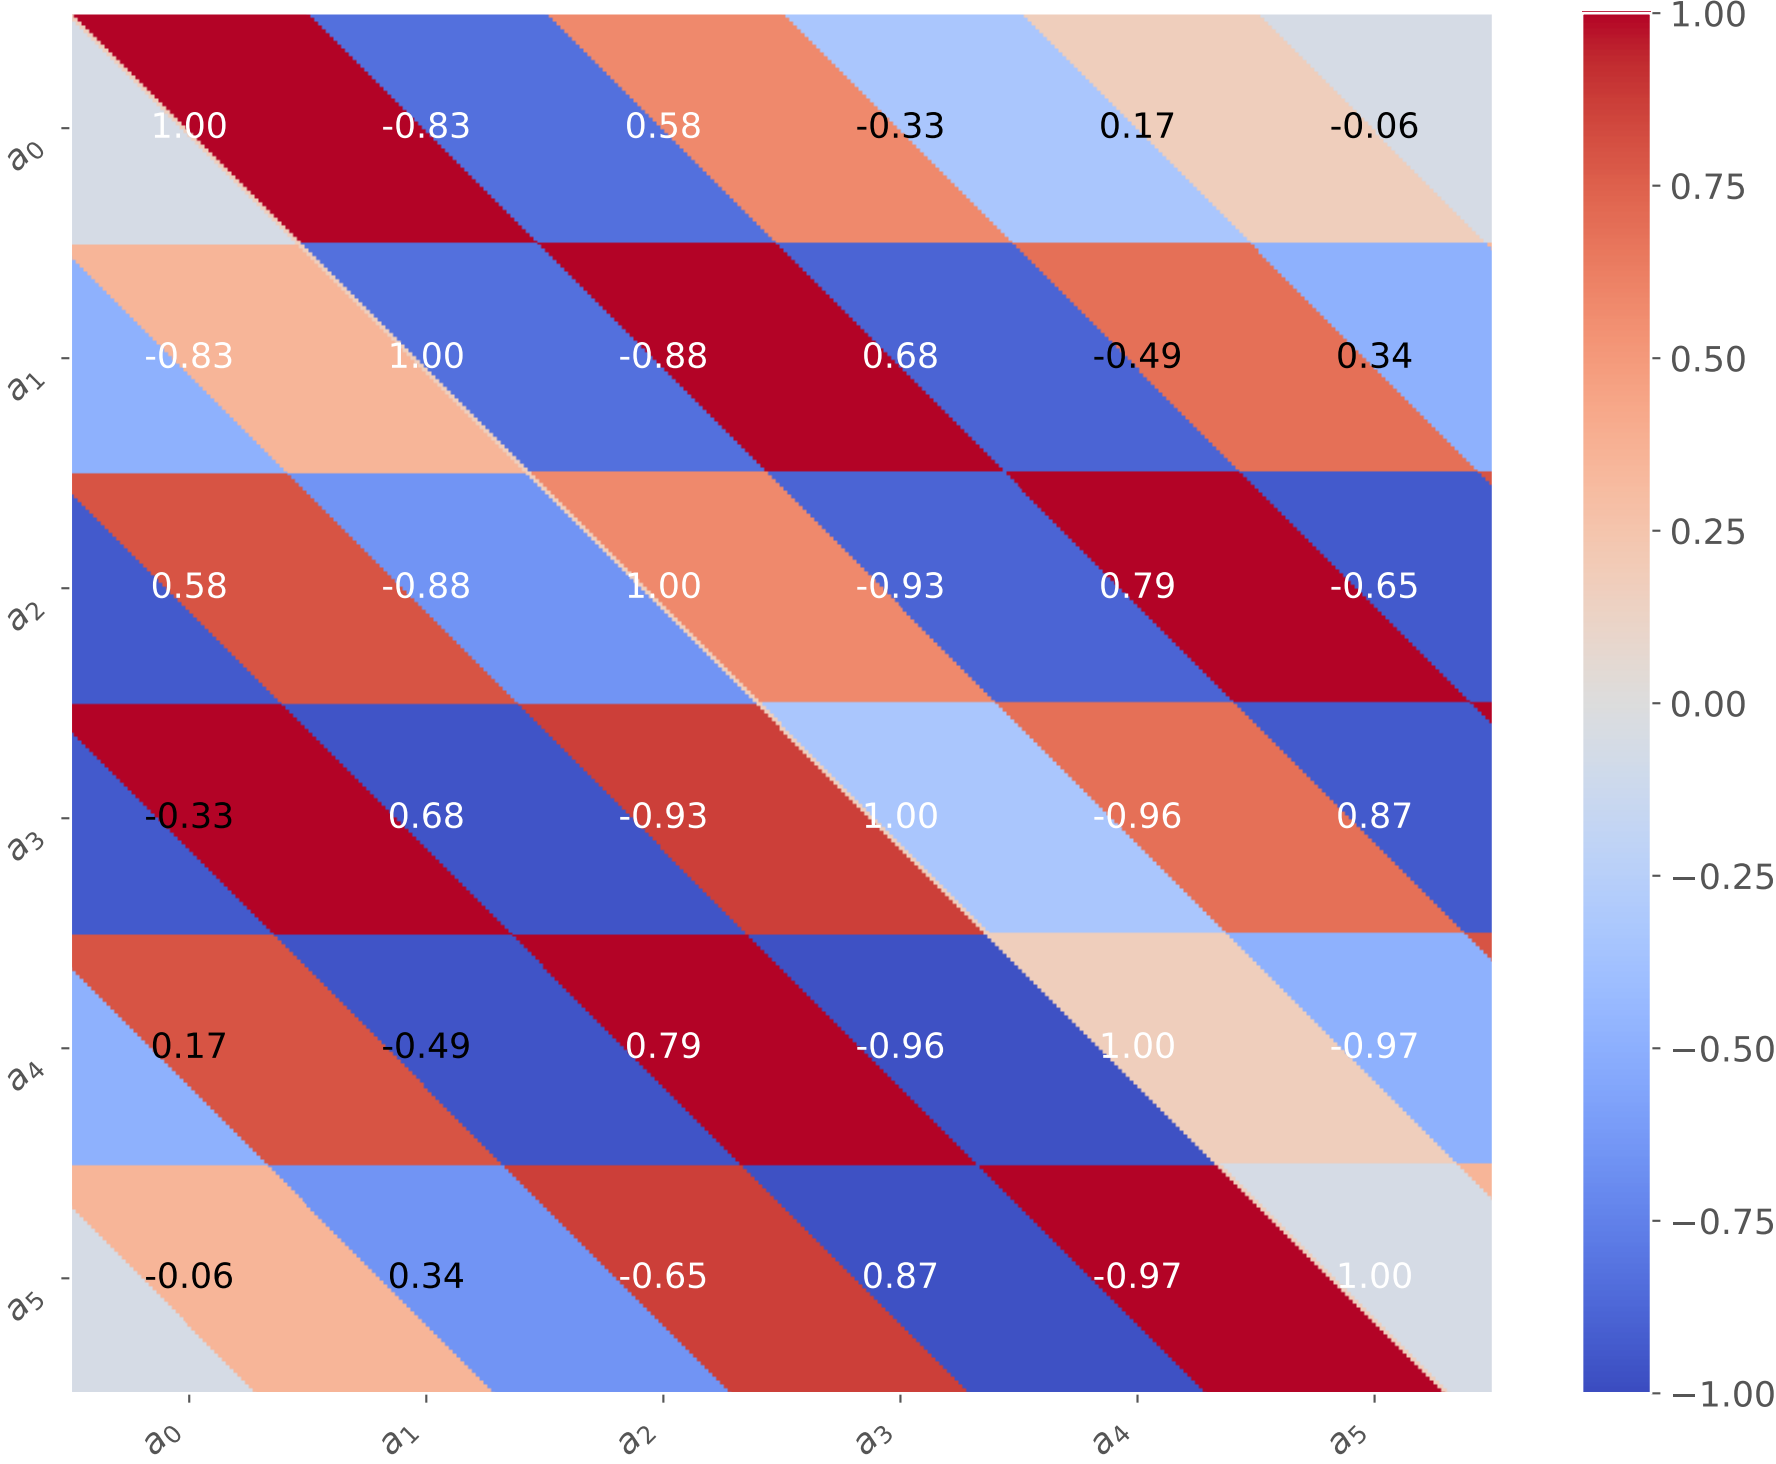 1.00
a0 1.00 -0.83 0.58 -0.33 0.17 -0.06
0.75
a1 -0.83 1.00 -0.88 0.68 -0.49 0.34
0.50
0.25
a2 0.58 -0.88 1.00 -0.93 0.79 -0.65
0.00
a3 -0.33 0.68 -0.93 1.00 -0.96 0.87
−0.25
a4 0.17 -0.49 0.79 -0.96 1.00 -0.97
−0.50
−0.75
a5 -0.06 0.34 -0.65 0.87 -0.97 1.00
−1.00
a0 a1 a2 a3 a4 a5